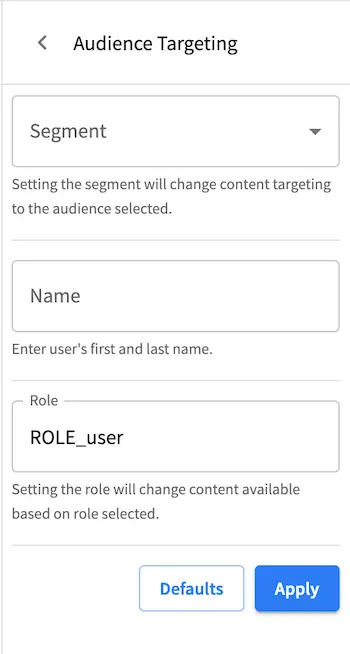 Audience Targeting
Segment
Setting the segment will change content targeting
to the audience selected.
Name
Enter user's first and last name.
Role
ROLE_user
Setting the role will change content available
based on role selected.
Defaults
Apply